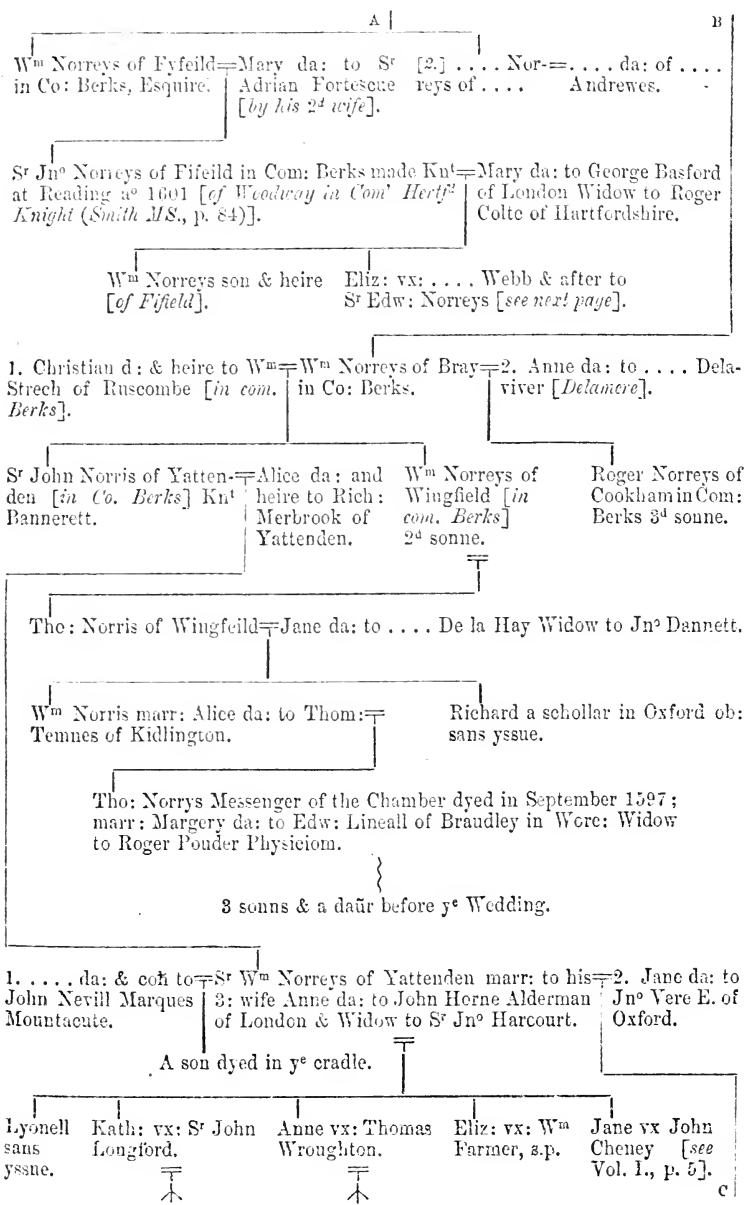 A B
Wᵐ Norreys of Fyfeild=Mary da: to Sʳ [2.] .... Nor-=.... da: of ....
in Co: Berks, Esquire. Adrian Fortescue reys of .... Andrewes.
[by his 2ᵈ wife].
Sʳ Jnᵒ Norreys of Fifeild in Com: Berks made Knᵗ=Mary da: to George Basford
at Reading aᵒ 1601 [of Woodway in Com' Hertfᵈ of London Widow to Roger
Knight (Smith MS., p. 84)]. Colte of Hartfordshire.
Wᵐ Norreys son & heire Eliz: vx: .... Webb & after to
[of Fifield]. Sʳ Edw: Norreys [see next page].
1. Christian d: & heire to Wᵐ=Wᵐ Norreys of Bray=2. Anne da: to .... Dela-
Strech of Ruscombe [in com. in Co: Berks. river [Delamere].
Berks].
Sʳ John Norris of Yatten-=Alice da: and Wᵐ Norreys of Roger Norreys of
den [in Co. Berks] Knᵗ heire to Rich: Wingfield [in Cookham in Com:
Bannerett. Merbrook of com. Berks] Berks 3ᵈ sonne.
Yattenden. 2ᵈ sonne.
Tho: Norris of Wingfeild=Jane da: to .... De la Hay Widow to Jnᵒ Dannett.
Wᵐ Norris marr: Alice da: to Thom:= Richard a schollar in Oxford ob:
Temnes of Kidlington. sans yssue.
Tho: Norrys Messenger of the Chamber dyed in September 1597;
marr: Margery da: to Edw: Lineall of Braudley in Worc: Widow
to Roger Pouder Physiciom.
3 sonns & a daũr before yᵉ Wedding.
1. .... da: & coħ to=Sʳ Wᵐ Norreys of Yattenden marr: to his=2. Jane da: to
John Nevill Marques 3: wife Anne da: to John Horne Alderman Jnᵒ Vere E. of
Mountacute. of London & Widow to Sʳ Jnᵒ Harcourt. Oxford.
A son dyed in yᵉ cradle.
Lyonell Kath: vx: Sʳ John Anne vx: Thomas Eliz: vx: Wᵐ Jane vx John
sans Longford. Wroughton. Farmer, s.p. Cheney [see
yssue. Vol. I., p. 5].
C